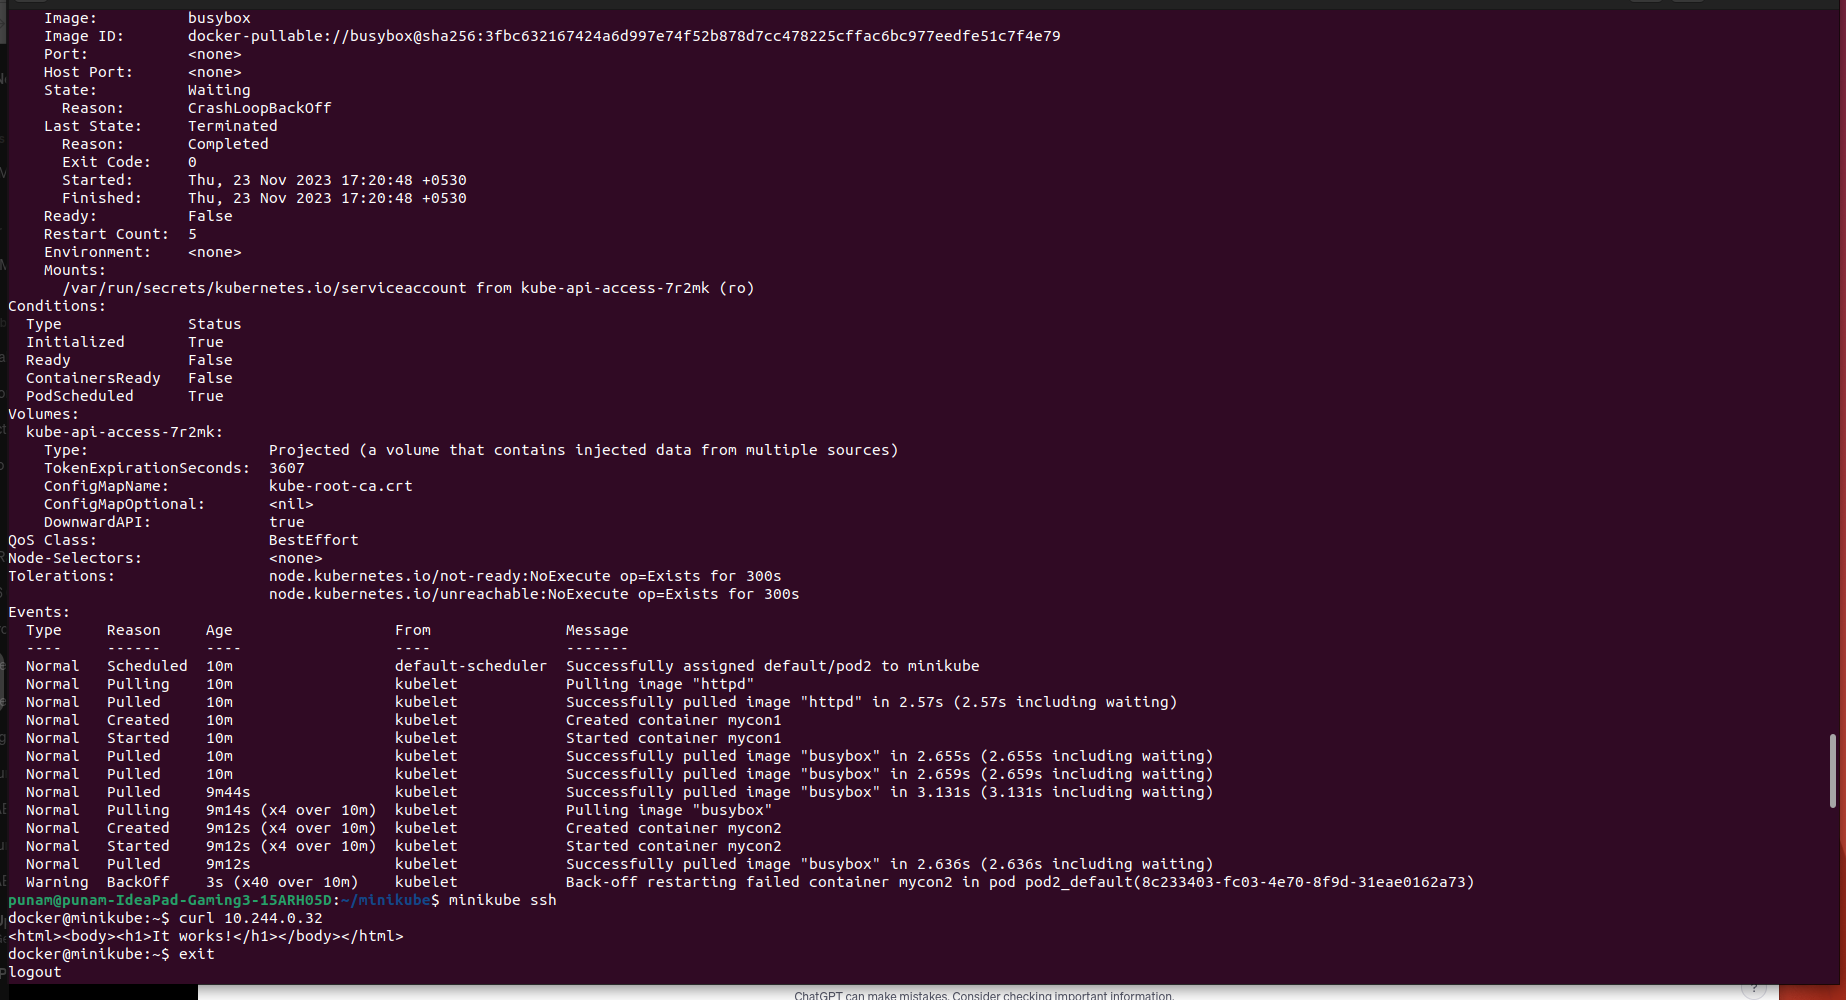 Image:          busybox
    Image ID:       docker-pullable://busybox@sha256:3fbc632167424a6d997e74f52b878d7cc478225cffac6bc977eedfe51c7f4e79
    Port:           <none>
    Host Port:      <none>
    State:          Waiting
      Reason:       CrashLoopBackOff
    Last State:     Terminated
      Reason:       Completed
      Exit Code:    0
      Started:      Thu, 23 Nov 2023 17:20:48 +0530
      Finished:     Thu, 23 Nov 2023 17:20:48 +0530
    Ready:          False
    Restart Count:  5
    Environment:    <none>
    Mounts:
      /var/run/secrets/kubernetes.io/serviceaccount from kube-api-access-7r2mk (ro)
Conditions:
  Type              Status
  Initialized       True
  Ready             False
  ContainersReady   False
  PodScheduled      True
Volumes:
  kube-api-access-7r2mk:
    Type:                    Projected (a volume that contains injected data from multiple sources)
    TokenExpirationSeconds:  3607
    ConfigMapName:           kube-root-ca.crt
    ConfigMapOptional:       <nil>
    DownwardAPI:             true
QoS Class:                   BestEffort
Node-Selectors:              <none>
Tolerations:                 node.kubernetes.io/not-ready:NoExecute op=Exists for 300s
                             node.kubernetes.io/unreachable:NoExecute op=Exists for 300s
Events:
  Type     Reason     Age                 From               Message
  ----     ------     ----                ----               -------
  Normal   Scheduled  10m                 default-scheduler  Successfully assigned default/pod2 to minikube
  Normal   Pulling    10m                 kubelet            Pulling image "httpd"
  Normal   Pulled     10m                 kubelet            Successfully pulled image "httpd" in 2.57s (2.57s including waiting)
  Normal   Created    10m                 kubelet            Created container mycon1
  Normal   Started    10m                 kubelet            Started container mycon1
  Normal   Pulled     10m                 kubelet            Successfully pulled image "busybox" in 2.655s (2.655s including waiting)
  Normal   Pulled     10m                 kubelet            Successfully pulled image "busybox" in 2.659s (2.659s including waiting)
  Normal   Pulled     9m44s               kubelet            Successfully pulled image "busybox" in 3.131s (3.131s including waiting)
  Normal   Pulling    9m14s (x4 over 10m)  kubelet            Pulling image "busybox"
  Normal   Created    9m12s (x4 over 10m)  kubelet            Created container mycon2
  Normal   Started    9m12s (x4 over 10m)  kubelet            Started container mycon2
  Normal   Pulled     9m12s               kubelet            Successfully pulled image "busybox" in 2.636s (2.636s including waiting)
  Warning  BackOff    3s (x40 over 10m)   kubelet            Back-off restarting failed container mycon2 in pod pod2_default(8c233403-fc03-4e70-8f9d-31eae0162a73)
punam@punam-IdeaPad-Gaming3-15ARH05D:~/minikube$ minikube ssh
docker@minikube:~$ curl 10.244.0.32
<html><body><h1>It works!</h1></body></html>
docker@minikube:~$ exit
logout
ChatGPT can make mistakes. Consider checking important information.
?